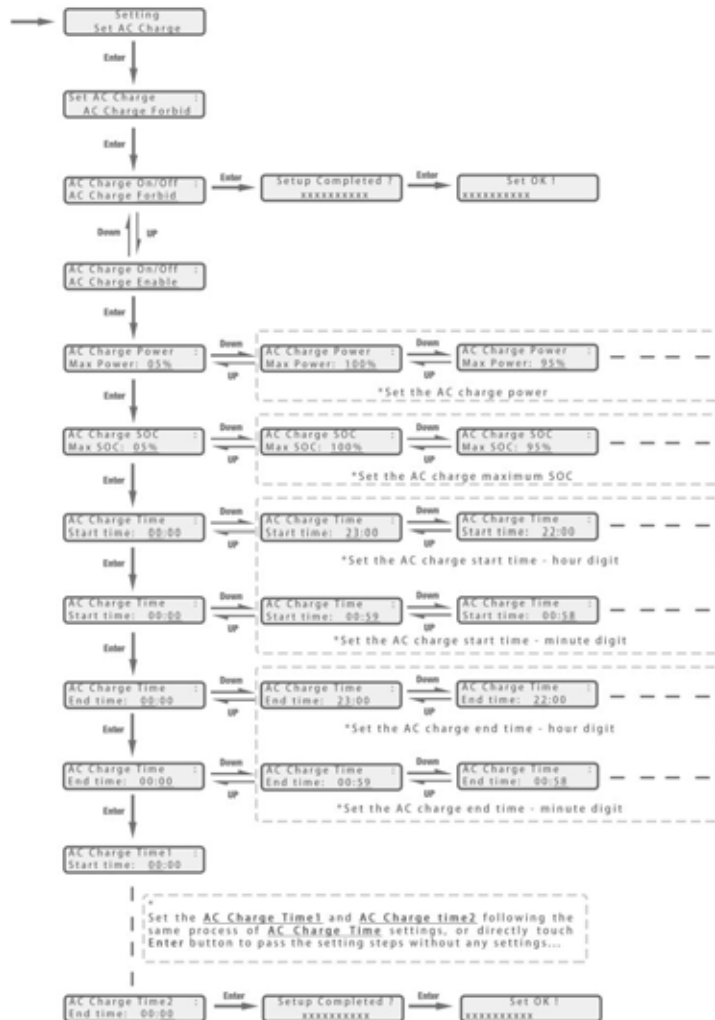 Setting
Set AC Charge
Enter
Set AC Charge :
AC Charge Forbid
Enter
AC Charge On/Off :
AC Charge Forbid
Enter
Setup Completed ?
xxxxxxxxxx
Enter
Set OK !
xxxxxxxxxx
Down
UP
AC Charge On/Off :
AC Charge Enable
Enter
AC Charge Power :
Max Power: 05%
Down
UP
AC Charge Power :
Max Power: 100%
Down
UP
AC Charge Power :
Max Power: 95%
*Set the AC charge power
Enter
AC Charge SOC :
Max SOC: 05%
Down
UP
AC Charge SOC :
Max SOC: 100%
Down
UP
AC Charge SOC :
Max SOC: 95%
*Set the AC charge maximum SOC
Enter
AC Charge Time :
Start time: 00:00
Down
UP
AC Charge Time :
Start time: 23:00
Down
UP
AC Charge Time :
Start time: 22:00
*Set the AC charge start time - hour digit
Enter
AC Charge Time :
Start time: 00:00
Down
UP
AC Charge Time :
Start time: 00:59
Down
UP
AC Charge Time :
Start time: 00:58
*Set the AC charge start time - minute digit
Enter
AC Charge Time :
End time: 00:00
Down
UP
AC Charge Time :
End time: 23:00
Down
UP
AC Charge Time :
End time: 22:00
*Set the AC charge end time - hour digit
Enter
AC Charge Time :
End time: 00:00
Down
UP
AC Charge Time :
End time: 00:59
Down
UP
AC Charge Time :
End time: 00:58
*Set the AC charge end time - minute digit
Enter
AC Charge Time1 :
Start time: 00:00
*
Set the AC Charge Time1 and AC Charge time2 following the
same process of AC Charge Time settings, or directly touch
Enter button to pass the setting steps without any settings...
AC Charge Time2 :
End time: 00:00
Enter
Setup Completed ?
xxxxxxxxxx
Enter
Set OK !
xxxxxxxxxx